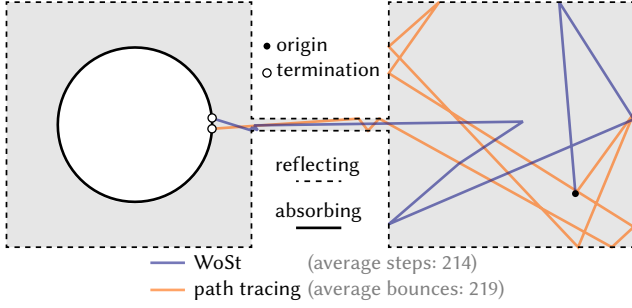 origin
termination
reflecting
absorbing
WoSt (average steps: 214)
path tracing (average bounces: 219)